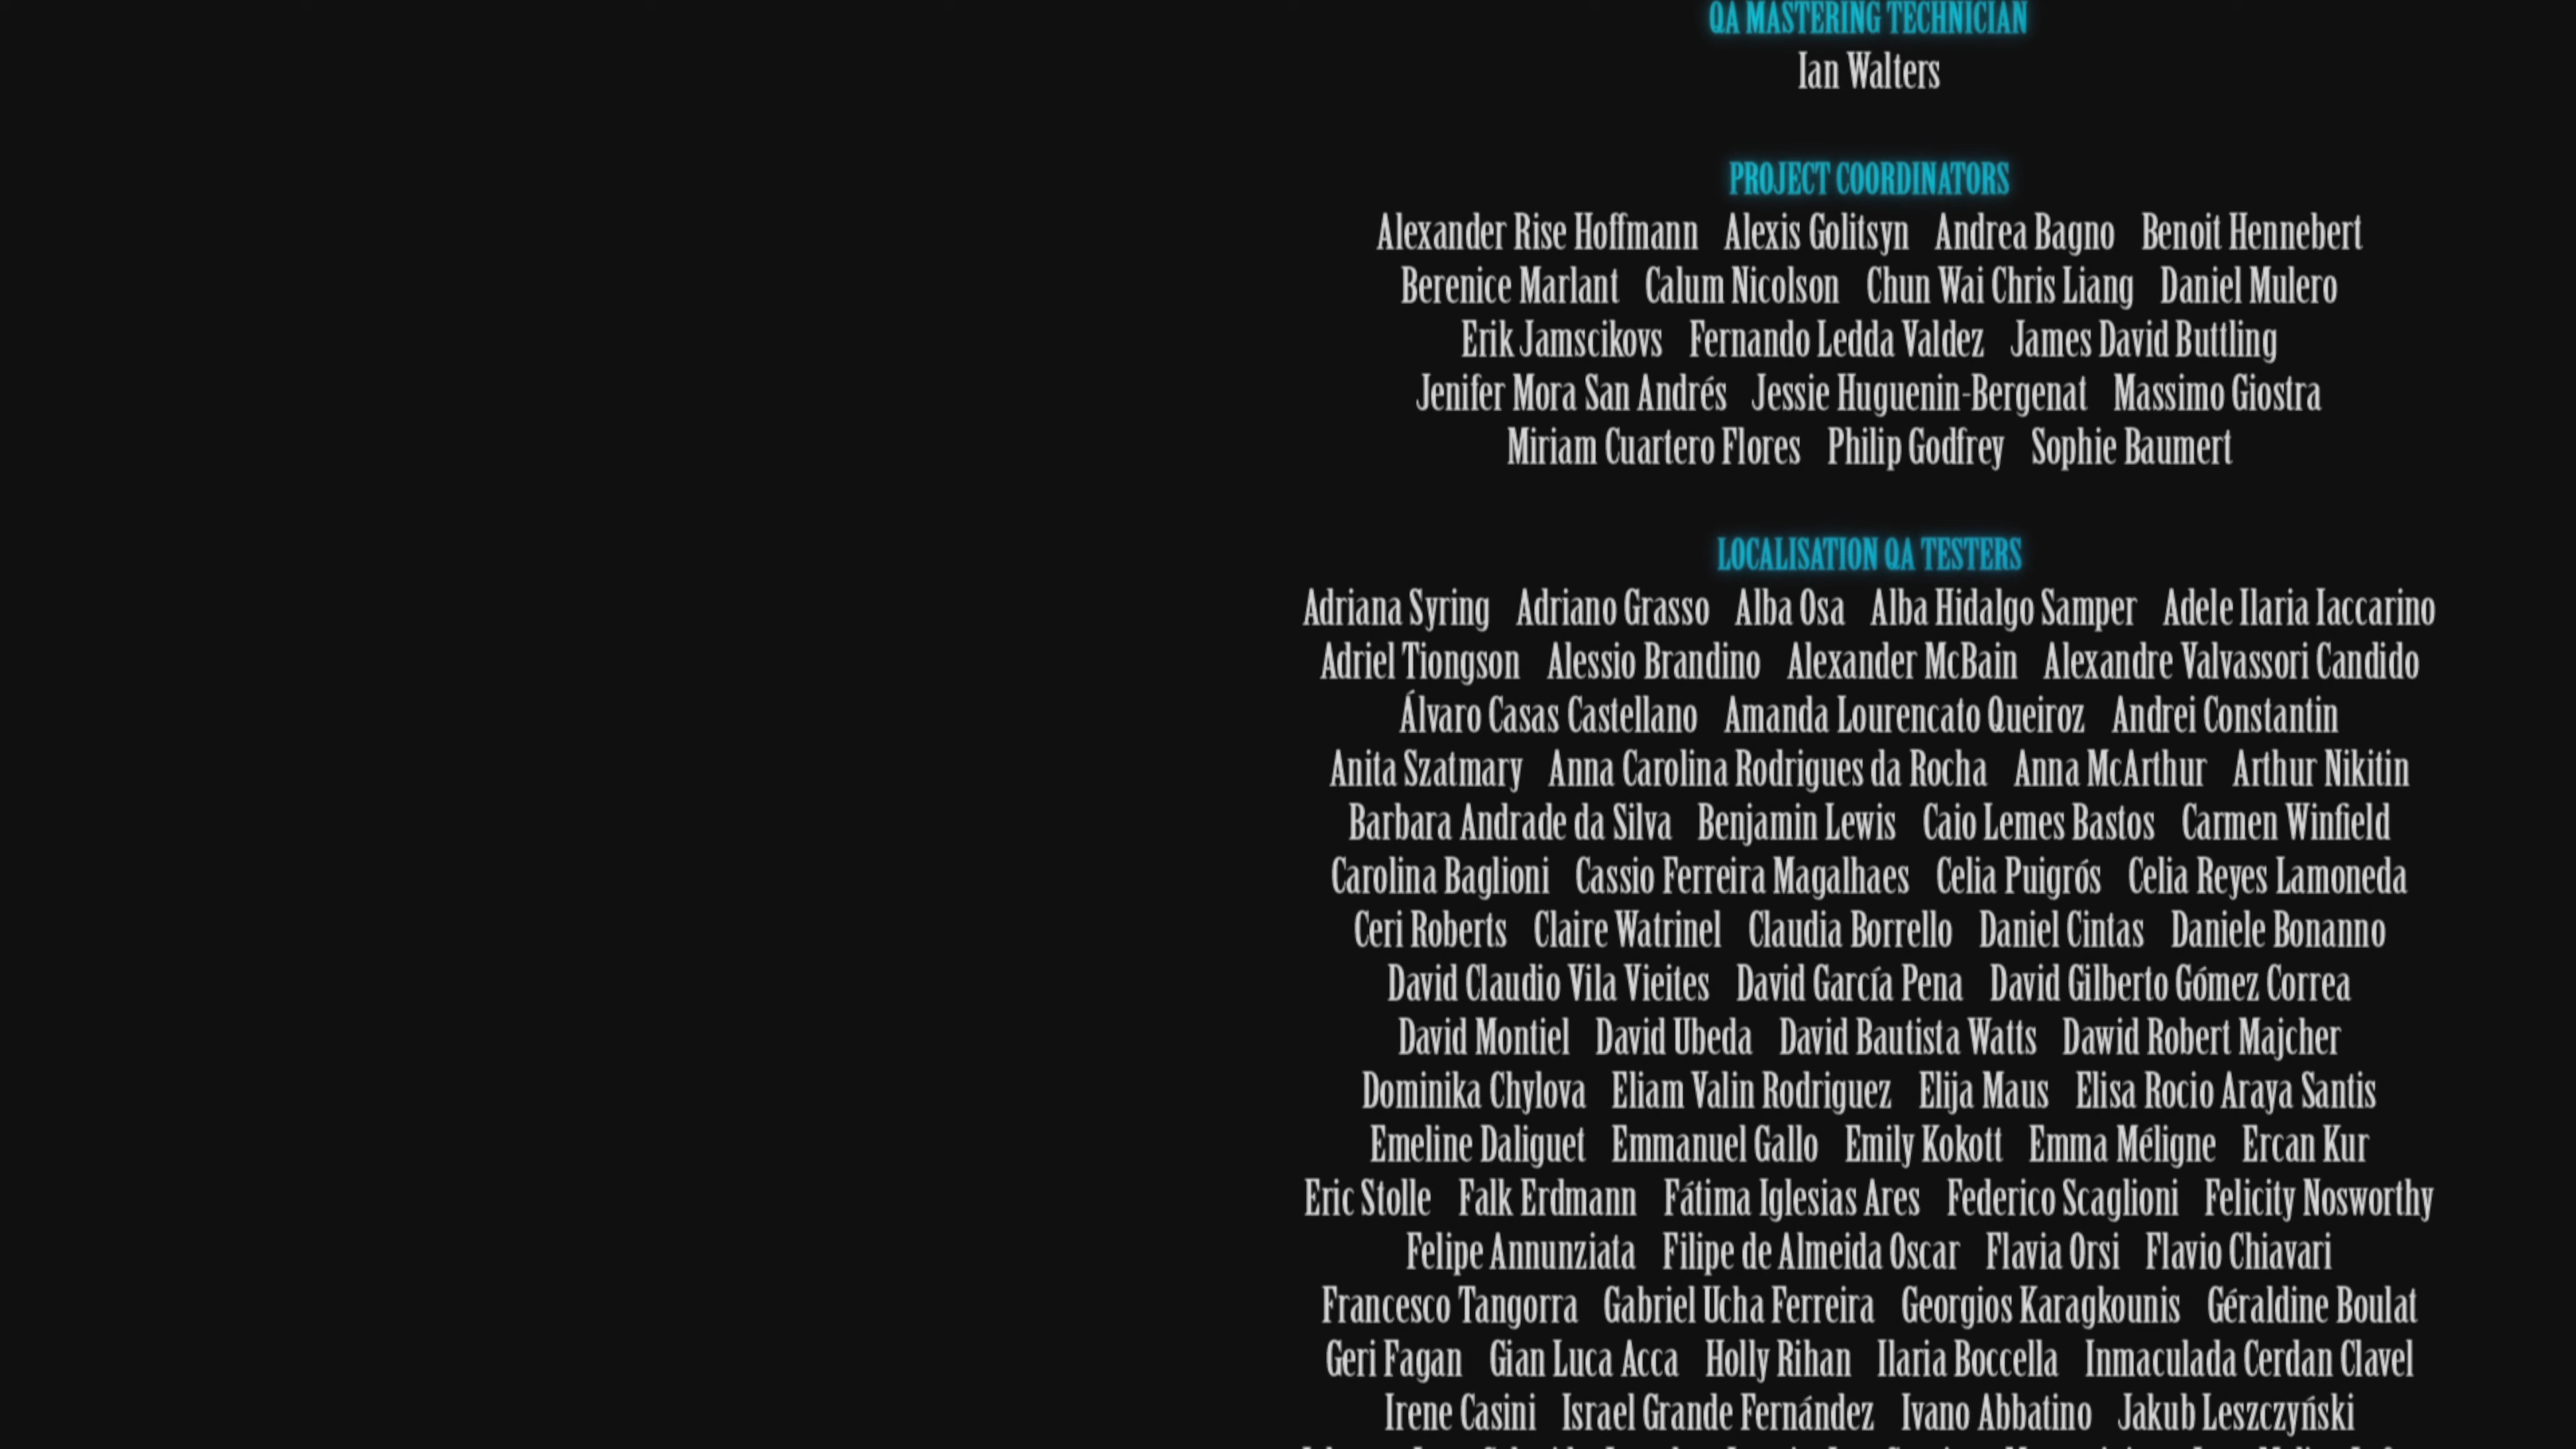 QA MASTERING TECHNICIAN
Ian Walters
PROJECT COORDINATORS
Alexander Rise Hoffmann Alexis Golitsyn Andrea Bagno Benoit Hennebert
Berenice Marlant Calum Nicolson Chun Wai Chris Liang Daniel Mulero
Erik Jamscikovs Fernando Ledda Valdez James David Buttling
Jenifer Mora San Andrés Jessie Huguenin-Bergenat Massimo Giostra
Miriam Cuartero Flores Philip Godfrey Sophie Baumert
LOCALISATION QA TESTERS
Adriana Syring Adriano Grasso Alba Osa Alba Hidalgo Samper Adele Ilaria Iaccarino
Adriel Tiongson Alessio Brandino Alexander McBain Alexandre Valvassori Candido
Álvaro Casas Castellano Amanda Lourencato Queiroz Andrei Constantin
Anita Szatmary Anna Carolina Rodrigues da Rocha Anna McArthur Arthur Nikitin
Barbara Andrade da Silva Benjamin Lewis Caio Lemes Bastos Carmen Winfield
Carolina Baglioni Cassio Ferreira Magalhaes Celia Puigrós Celia Reyes Lamoneda
Ceri Roberts Claire Watrinel Claudia Borrello Daniel Cintas Daniele Bonanno
David Claudio Vila Vieites David García Pena David Gilberto Gómez Correa
David Montiel David Ubeda David Bautista Watts Dawid Robert Majcher
Dominika Chylova Eliam Valin Rodriguez Elija Maus Elisa Rocio Araya Santis
Emeline Daliguet Emmanuel Gallo Emily Kokott Emma Méligne Ercan Kur
Eric Stolle Falk Erdmann Fátima Iglesias Ares Federico Scaglioni Felicity Nosworthy
Felipe Annunziata Filipe de Almeida Oscar Flavia Orsi Flavio Chiavari
Francesco Tangorra Gabriel Ucha Ferreira Georgios Karagkounis Géraldine Boulat
Geri Fagan Gian Luca Acca Holly Rihan Ilaria Boccella Inmaculada Cerdan Clavel
Irene Casini Israel Grande Fernández Ivano Abbatino Jakub Leszczyński